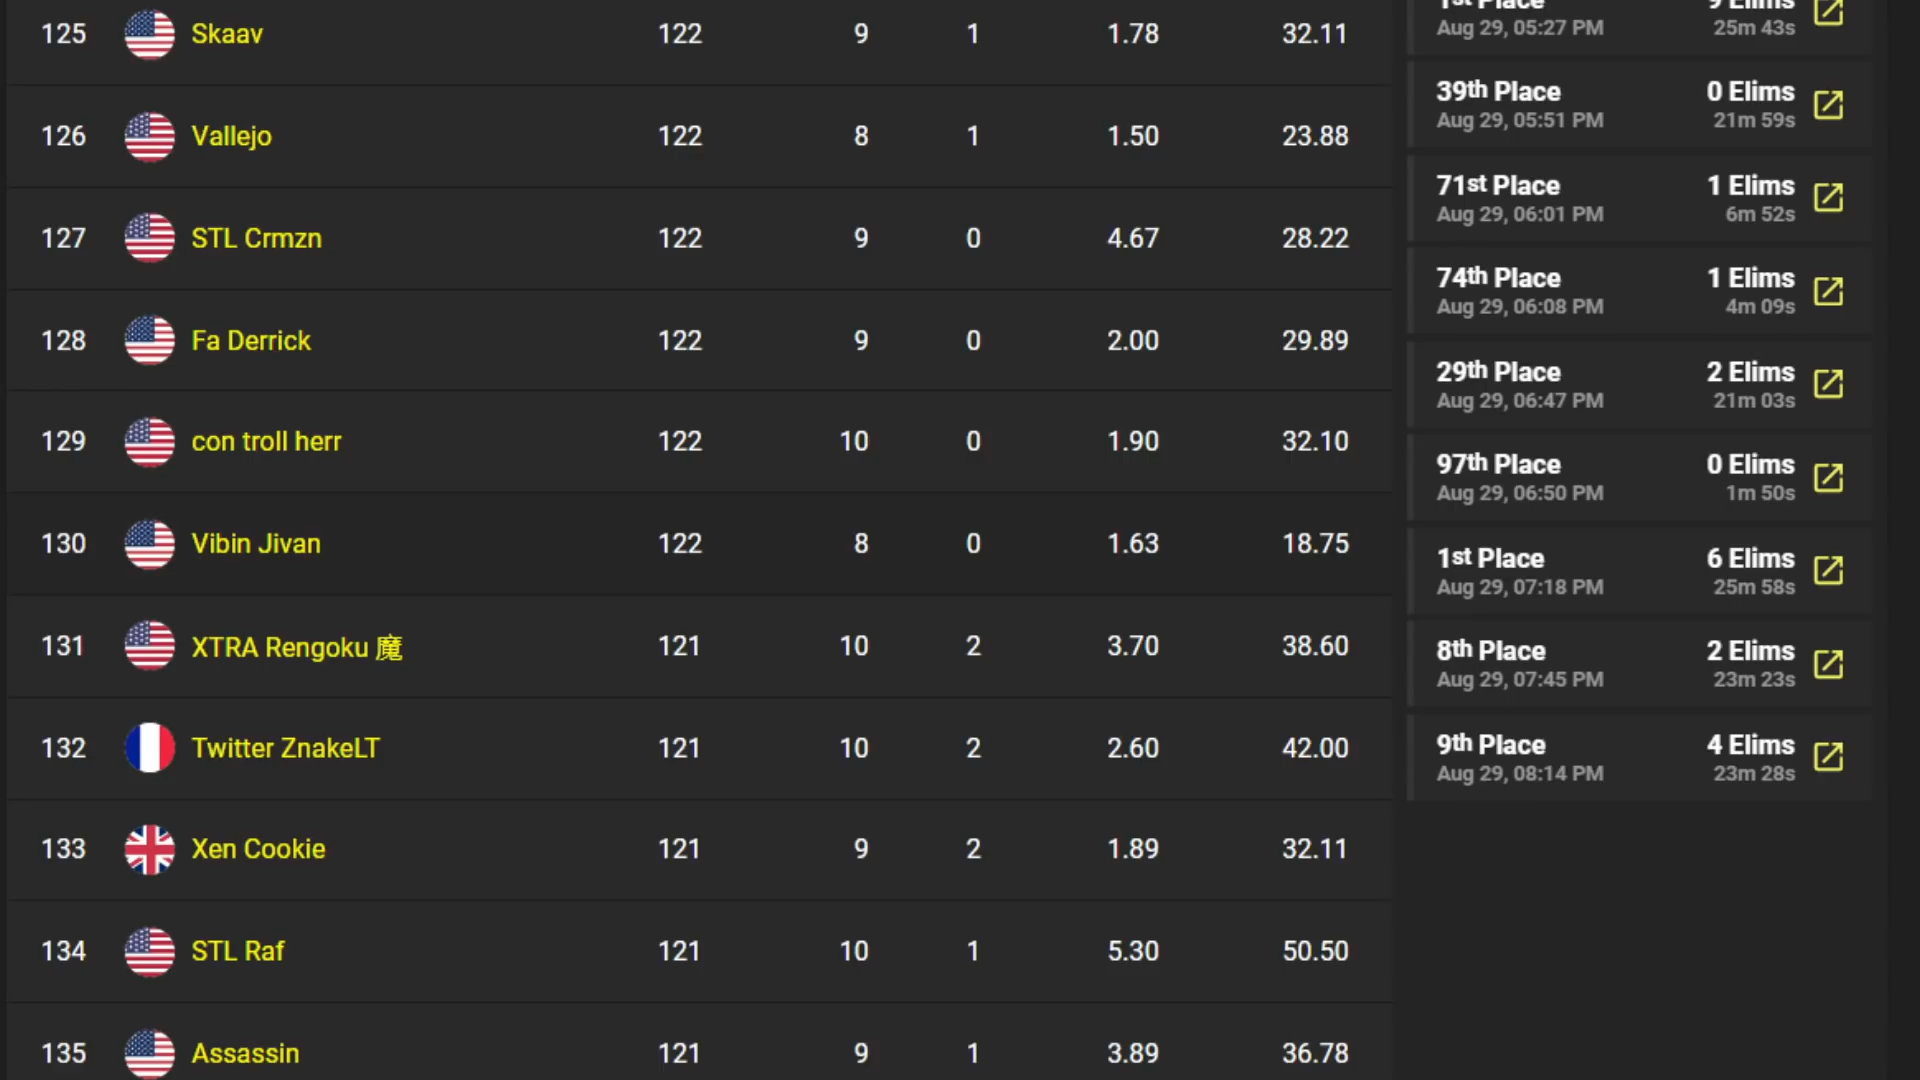 125 Skaav 122 9 1 1.78 32.11
126 Vallejo 122 8 1 1.50 23.88
127 STL Crmzn 122 9 0 4.67 28.22
128 Fa Derrick 122 9 0 2.00 29.89
129 con troll herr 122 10 0 1.90 32.10
130 Vibin Jivan 122 8 0 1.63 18.75
131 XTRA Rengoku 魔 121 10 2 3.70 38.60
132 Twitter ZnakeLT 121 10 2 2.60 42.00
133 Xen Cookie 121 9 2 1.89 32.11
134 STL Raf 121 10 1 5.30 50.50
135 Assassin 121 9 1 3.89 36.78
1st Place 9 Elims
Aug 29, 05:27 PM 25m 43s
39th Place 0 Elims
Aug 29, 05:51 PM 21m 59s
71st Place 1 Elims
Aug 29, 06:01 PM 6m 52s
74th Place 1 Elims
Aug 29, 06:08 PM 4m 09s
29th Place 2 Elims
Aug 29, 06:47 PM 21m 03s
97th Place 0 Elims
Aug 29, 06:50 PM 1m 50s
1st Place 6 Elims
Aug 29, 07:18 PM 25m 58s
8th Place 2 Elims
Aug 29, 07:45 PM 23m 23s
9th Place 4 Elims
Aug 29, 08:14 PM 23m 28s